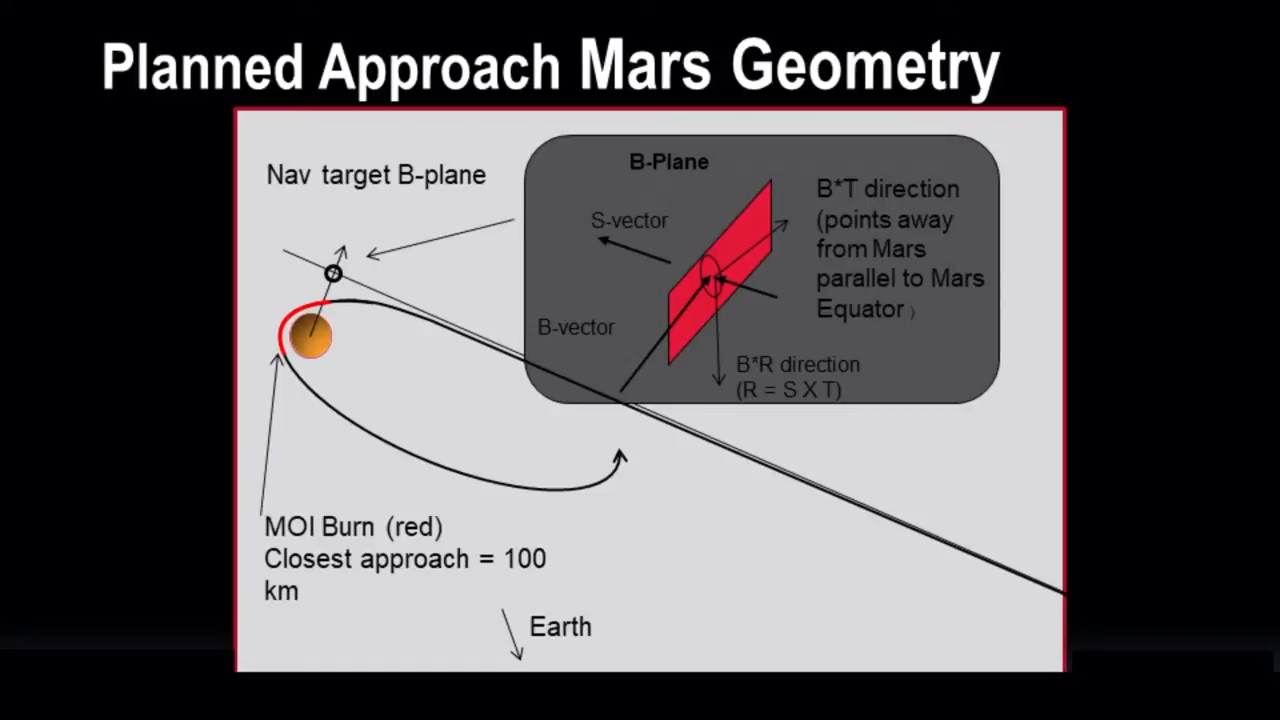 Planned Approach Mars Geometry
Nav target B-plane
B-Plane
S-vector
B-vector
B*T direction
(points away
from Mars
parallel to Mars
Equator )
B*R direction
(R = S X T)
MOI Burn (red)
Closest approach = 100
km
Earth